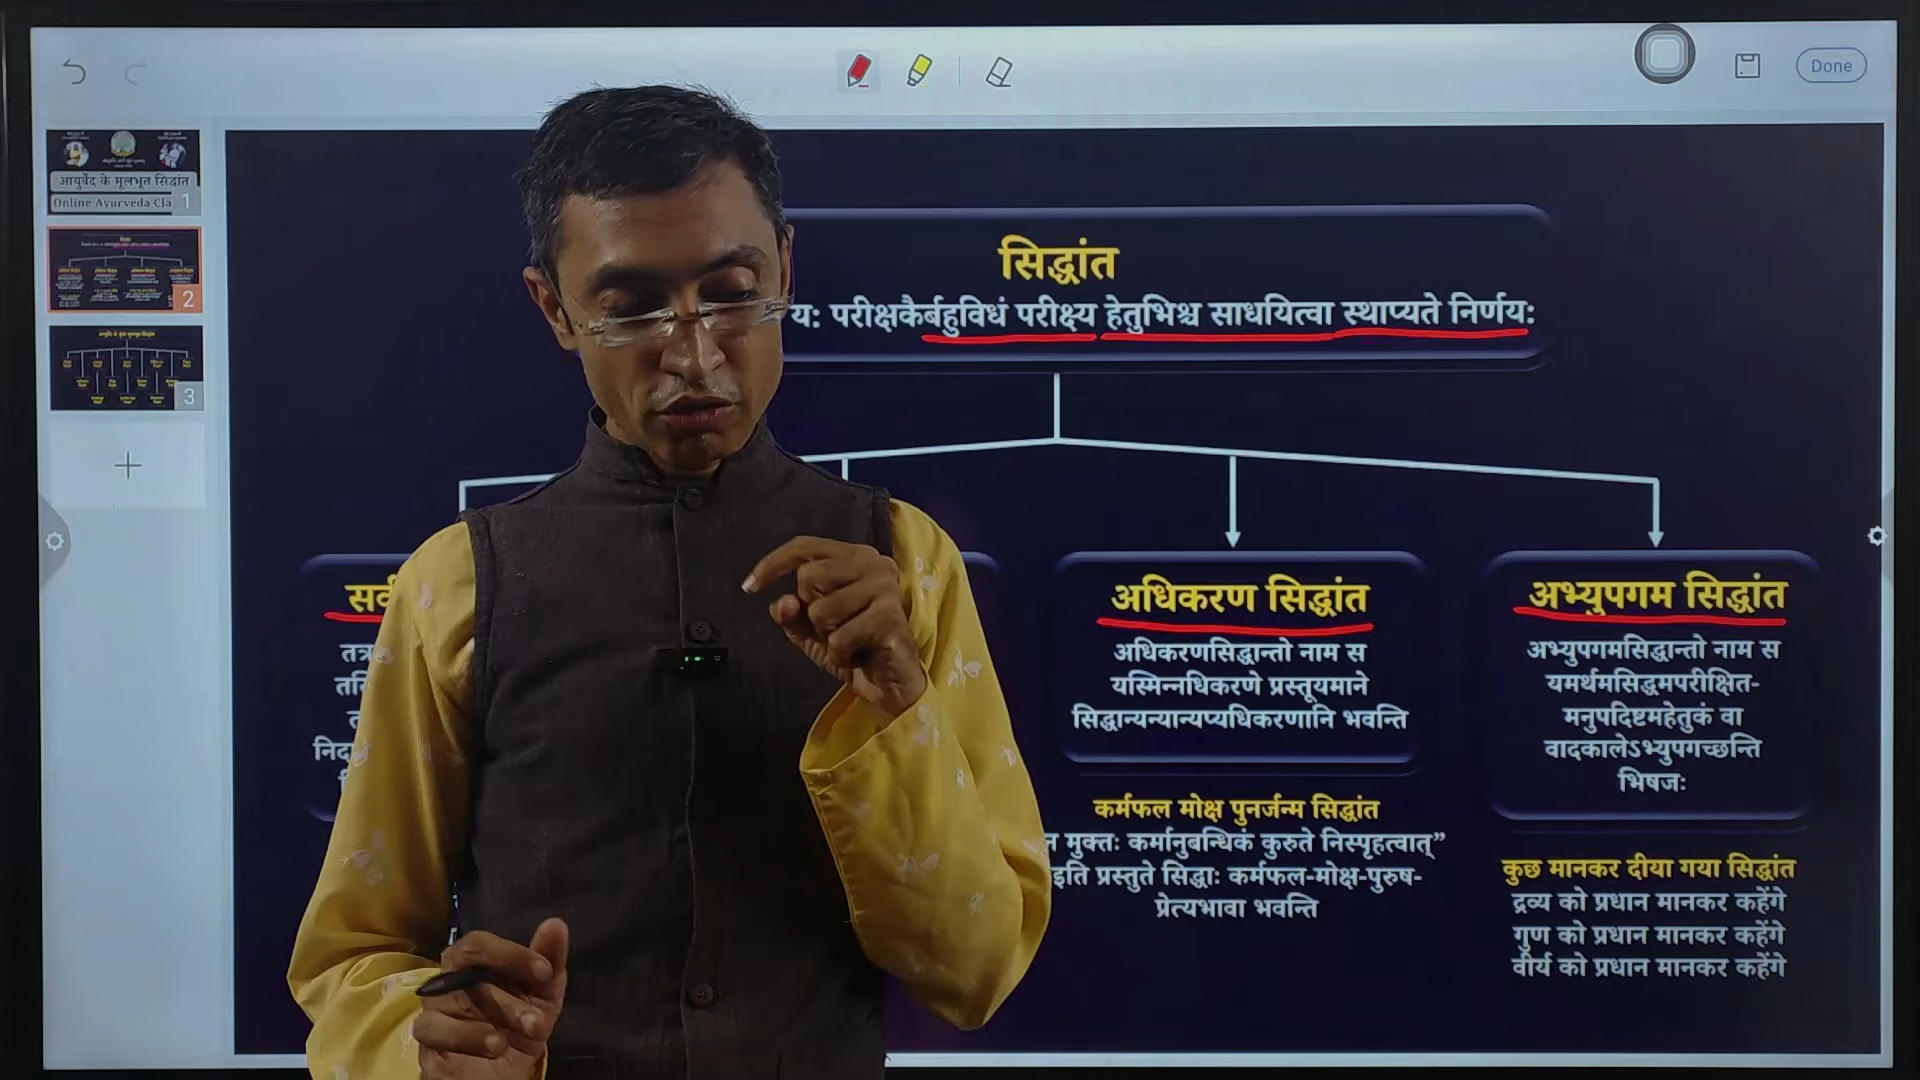 Done
आयुर्वेद के मूलभूत सिद्धांत
Online Ayurveda Cla
1
2
3
सिद्धांत
य: परीक्षकैर्बहुविधं परीक्ष्य हेतुभिश्च साधयित्वा स्थाप्यते निर्णय:
अधिकरण सिद्धांत
अधिकरणसिद्धान्तो नाम स
यस्मिन्नधिकरणे प्रस्तूयमाने
सिद्धान्यन्यान्यप्यधिकरणानि भवन्ति
कर्मफल मोक्ष पुनर्जन्म सिद्धांत
न मुक्तः कर्मानुबन्धिकं कुरुते निस्पृहत्वात्”
इति प्रस्तुते सिद्धाः कर्मफल-मोक्ष-पुरुष-
प्रेत्यभावा भवन्ति
अभ्युपगम सिद्धांत
अभ्युपगमसिद्धान्तो नाम स
यमर्थमसिद्धमपरीक्षित-
मनुपदिष्टमहेतुकं वा
वादकालेऽभ्युपगच्छन्ति
भिषजः
कुछ मानकर दीया गया सिद्धांत
द्रव्य को प्रधान मानकर कहेंगे
गुण को प्रधान मानकर कहेंगे
वीर्य को प्रधान मानकर कहेंगे